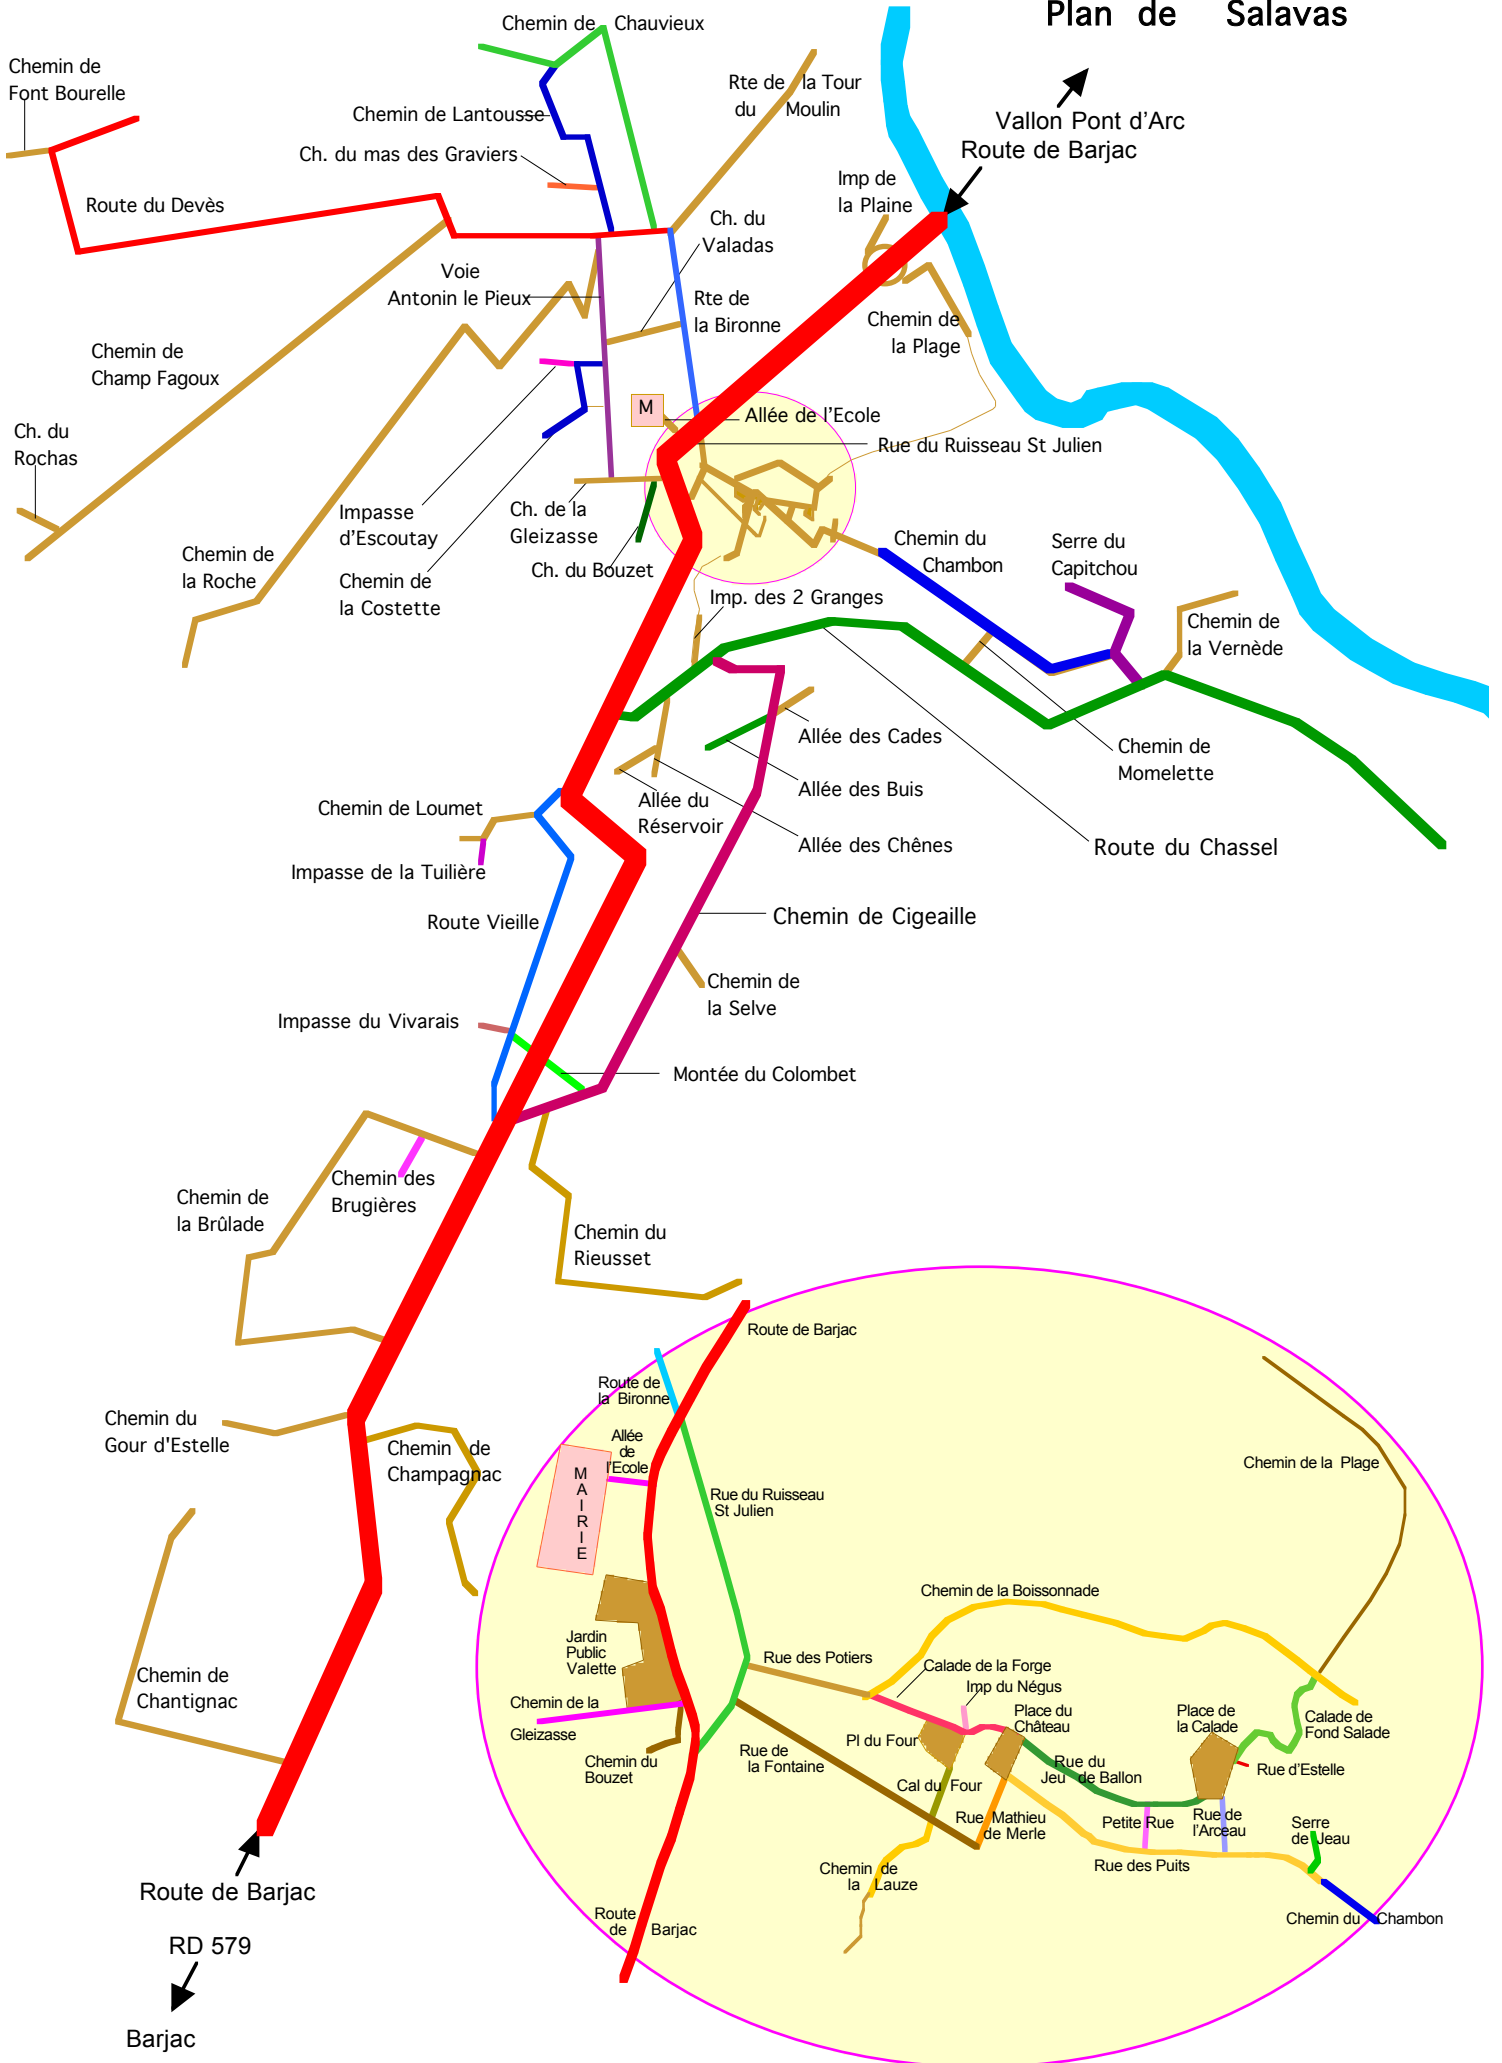 Plan de Salavas
Chemin de Chauvieux
Chemin de
Font Bourelle
Rte de la Tour
du Moulin
Chemin de Lantousse
Vallon Pont d'Arc
Route de Barjac
Ch. du mas des Graviers
Imp de
la Plaine
Route du Devès
Ch. du
Valadas
Voie
Antonin le Pieux
Rte de
la Bironne
Chemin de
la Plage
Chemin de
Champ Fagoux
M
Allée de l'Ecole
Ch. du
Rochas
Rue du Ruisseau St Julien
Impasse
d'Escoutay
Ch. de la
Gleizasse
Chemin du
Chambon
Serre du
Capitchou
Chemin de
la Roche
Chemin de
la Costette
Ch. du Bouzet
Imp. des 2 Granges
Chemin de
la Vernède
Allée des Cades
Chemin de
Momelette
Allée des Buis
Chemin de Loumet
Allée du
Réservoir
Allée des Chênes
Route du Chassel
Impasse de la Tuilière
Route Vieille
Chemin de Cigeaille
Chemin de
la Selve
Impasse du Vivarais
Montée du Colombet
Chemin des
Brugières
Chemin de
la Brûlade
Chemin du
Rieusset
Route de Barjac
Route de
la Bironne
Chemin du
Gour d'Estelle
Chemin de
Champagnac
Allée
de
l'Ecole
Chemin de la Plage
MAIRIE
Rue du Ruisseau
St Julien
Chemin de la Boissonnade
Jardin
Public
Valette
Rue des Potiers
Calade de la Forge
Chemin de
Chantignac
Imp du Négus
Chemin de la
Gleizasse
Place du
Château
Place de
la Calade
Calade de
Fond Salade
Pl du Four
Chemin du
Bouzet
Rue de
la Fontaine
Rue du
Jeu de Ballon
Rue d'Estelle
Cal du Four
Rue Mathieu
de Merle
Petite Rue
Rue de
l'Arceau
Serre
de Jeau
Chemin de
la Lauze
Rue des Puits
Route de Barjac
Route
de Barjac
Chemin du Chambon
RD 579
Barjac